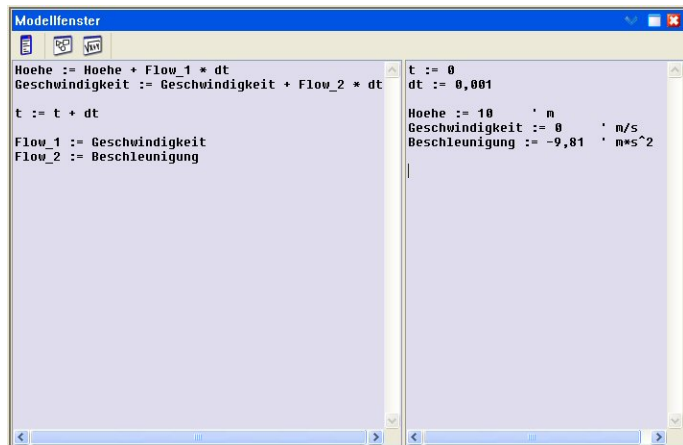 Modellfenster
Hoehe := Hoehe + Flow_1 * dt
Geschwindigkeit := Geschwindigkeit + Flow_2 * dt
t := t + dt
Flow_1 := Geschwindigkeit
Flow_2 := Beschleunigung
t := 0
dt := 0,001
Hoehe := 10 ' m
Geschwindigkeit := 0 ' m/s
Beschleunigung := -9,81 ' m*s^2